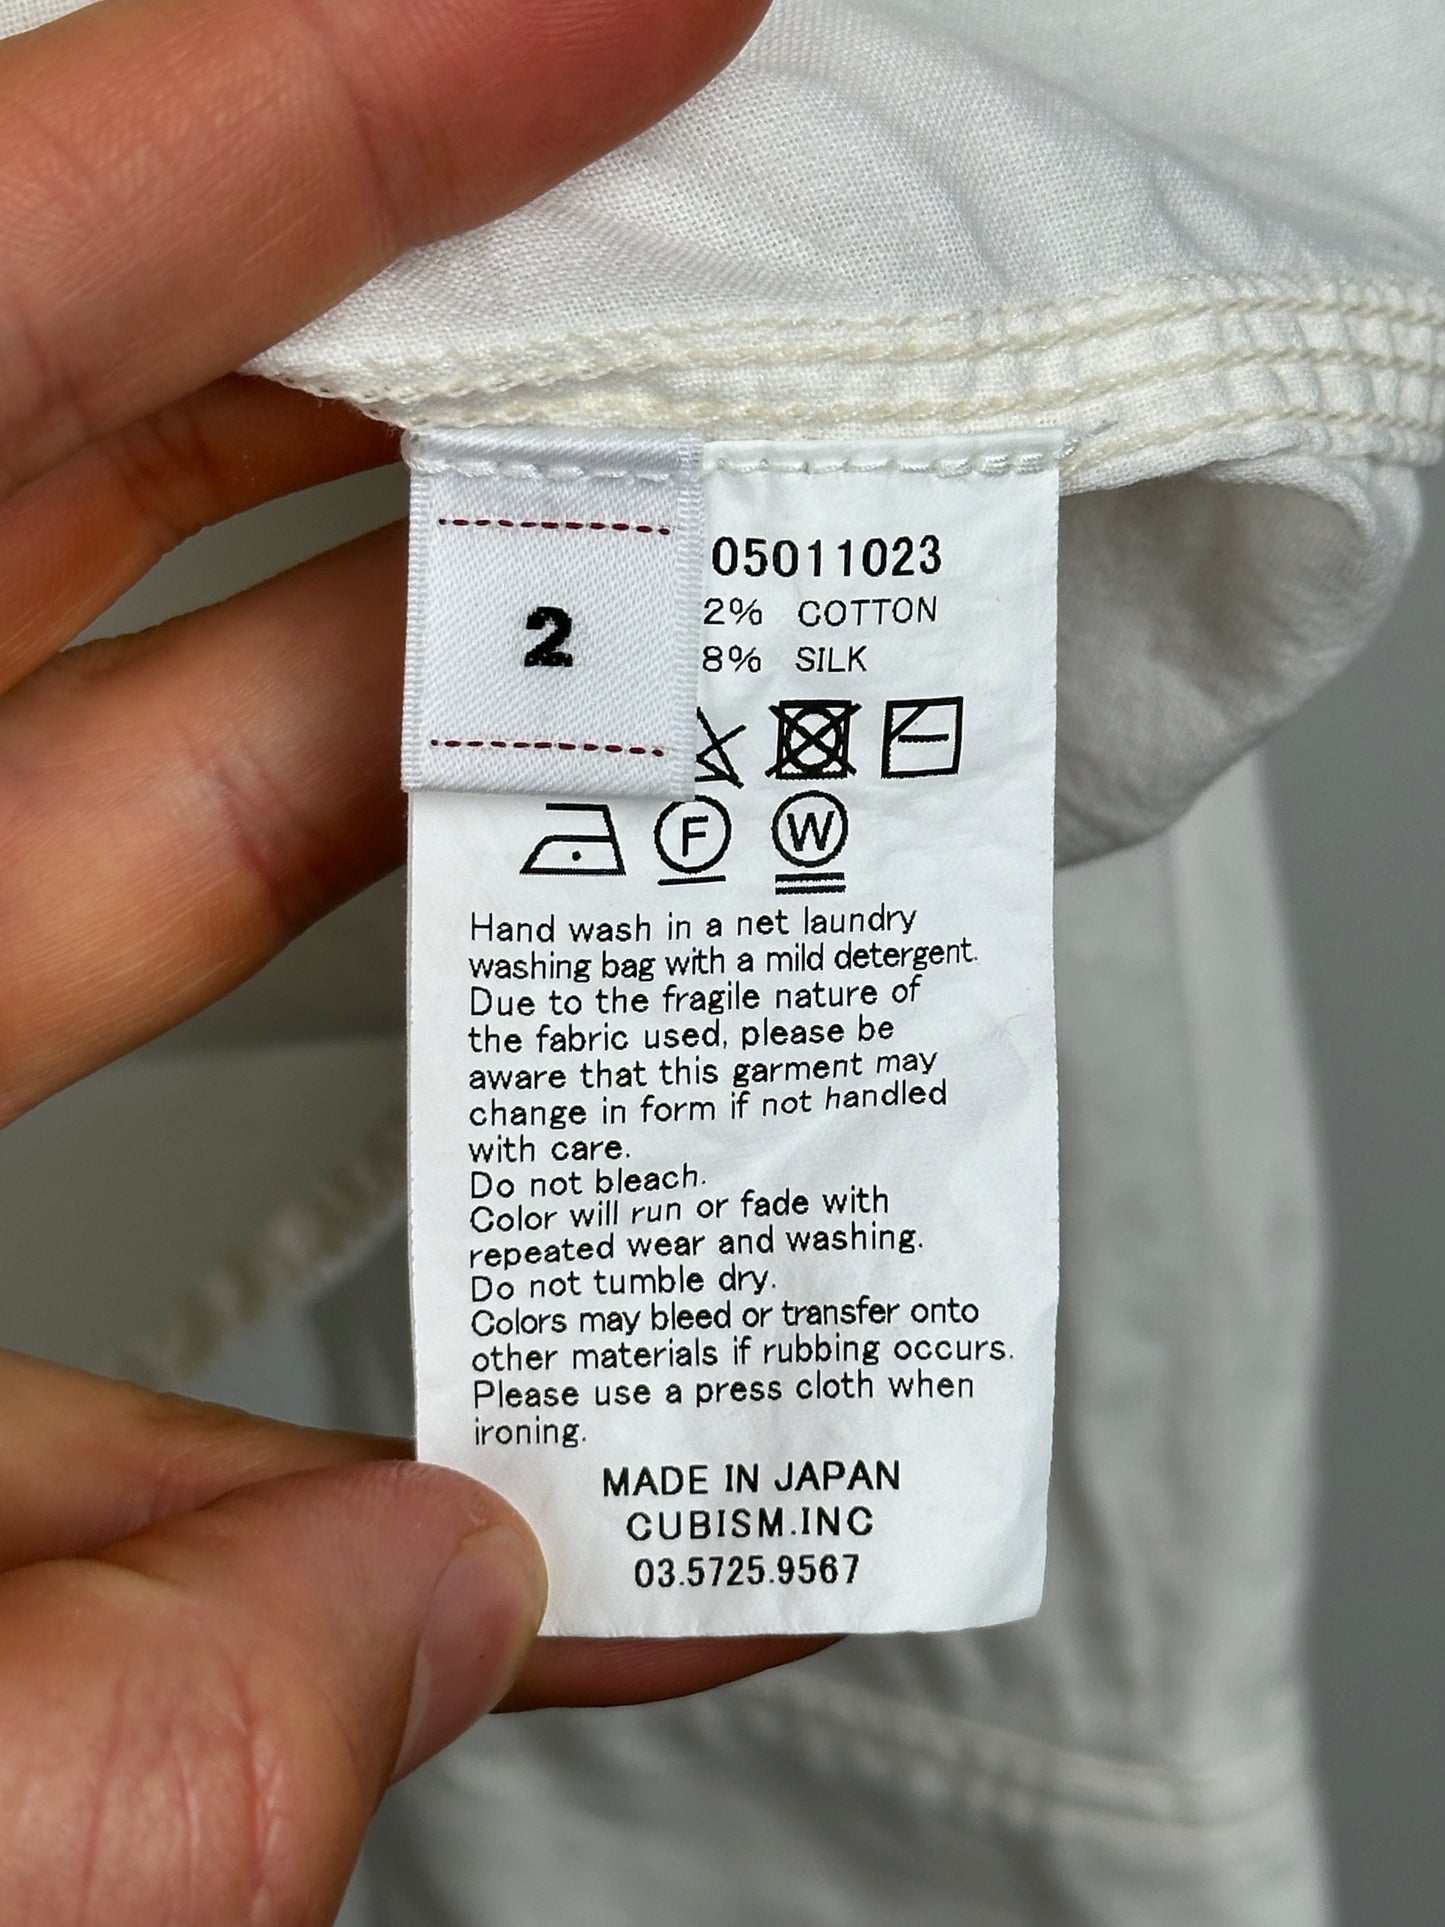 2
05011023
2% COTTON
8% SILK
F
W
Hand wash in a net laundry
washing bag with a mild detergent.
Due to the fragile nature of
the fabric used, please be
aware that this garment may
change in form if not handled
with care.
Do not bleach.
Color will run or fade with
repeated wear and washing.
Do not tumble dry.
Colors may bleed or transfer onto
other materials if rubbing occurs.
Please use a press cloth when
ironing.
MADE IN JAPAN
CUBISM.INC
03.5725.9567